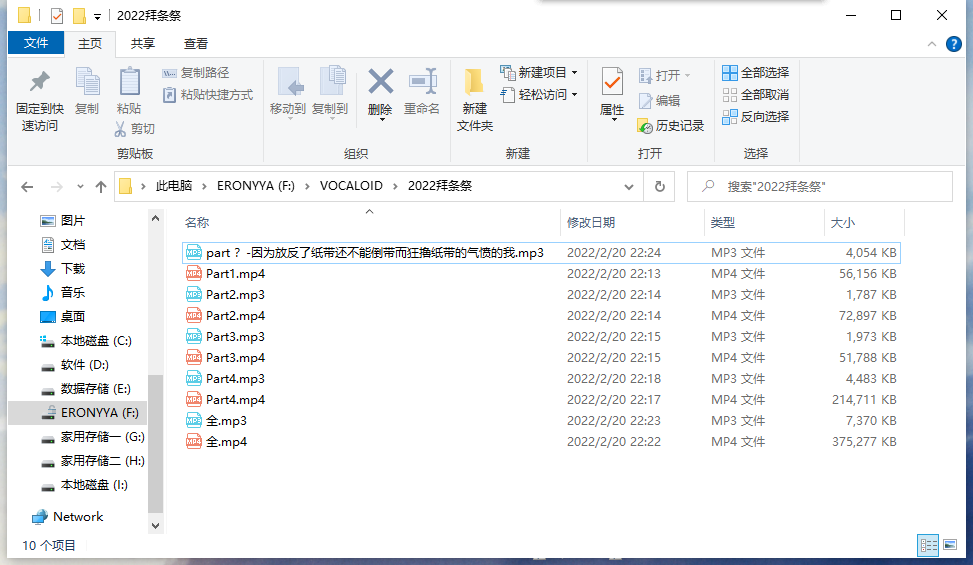 2022拜条祭
文件 主页 共享 查看
固定到快速访问 复制 粘贴 复制路径 粘贴快捷方式 剪切 移动到 复制到 删除 重命名 新建文件夹 新建项目 轻松访问 属性 打开 编辑 历史记录 全部选择 全部取消 反向选择
剪贴板 组织 新建 打开 选择
此电脑 > ERONYYA (F:) > VOCALOID > 2022拜条祭 搜索"2022拜条祭"
图片
文档
下载
音乐
桌面
本地磁盘 (C:)
软件 (D:)
数据存储 (E:)
ERONYYA (F:)
家用存储一 (G:)
家用存储二 (H:)
本地磁盘 (I:)
Network
名称 修改日期 类型 大小
part ？ -因为放反了纸带还不能倒带而狂撸纸带的气愤的我.mp3 2022/2/20 22:24 MP3 文件 4,054 KB
Part1.mp4 2022/2/20 22:13 MP4 文件 56,156 KB
Part2.mp3 2022/2/20 22:14 MP3 文件 1,787 KB
Part2.mp4 2022/2/20 22:14 MP4 文件 72,897 KB
Part3.mp3 2022/2/20 22:15 MP3 文件 1,973 KB
Part3.mp4 2022/2/20 22:15 MP4 文件 51,788 KB
Part4.mp3 2022/2/20 22:18 MP3 文件 4,483 KB
Part4.mp4 2022/2/20 22:17 MP4 文件 214,711 KB
全.mp3 2022/2/20 22:23 MP3 文件 7,370 KB
全.mp4 2022/2/20 22:22 MP4 文件 375,277 KB
10 个项目